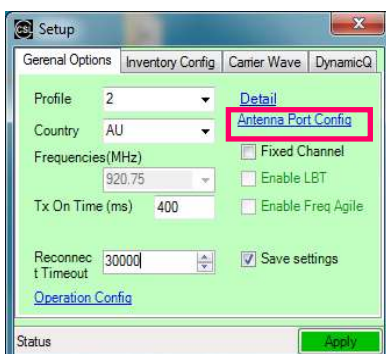 CSL Setup
Gerenal Options Inventory Config Carrier Wave DynamicQ
Profile 2 Detail
Country AU Antenna Port Config
Frequencies(MHz) Fixed Channel
920.75 Enable LBT
Tx On Time (ms) 400 Enable Freq Agile
Reconnec
t Timeout 30000 Save settings
Operation Config
Status Apply